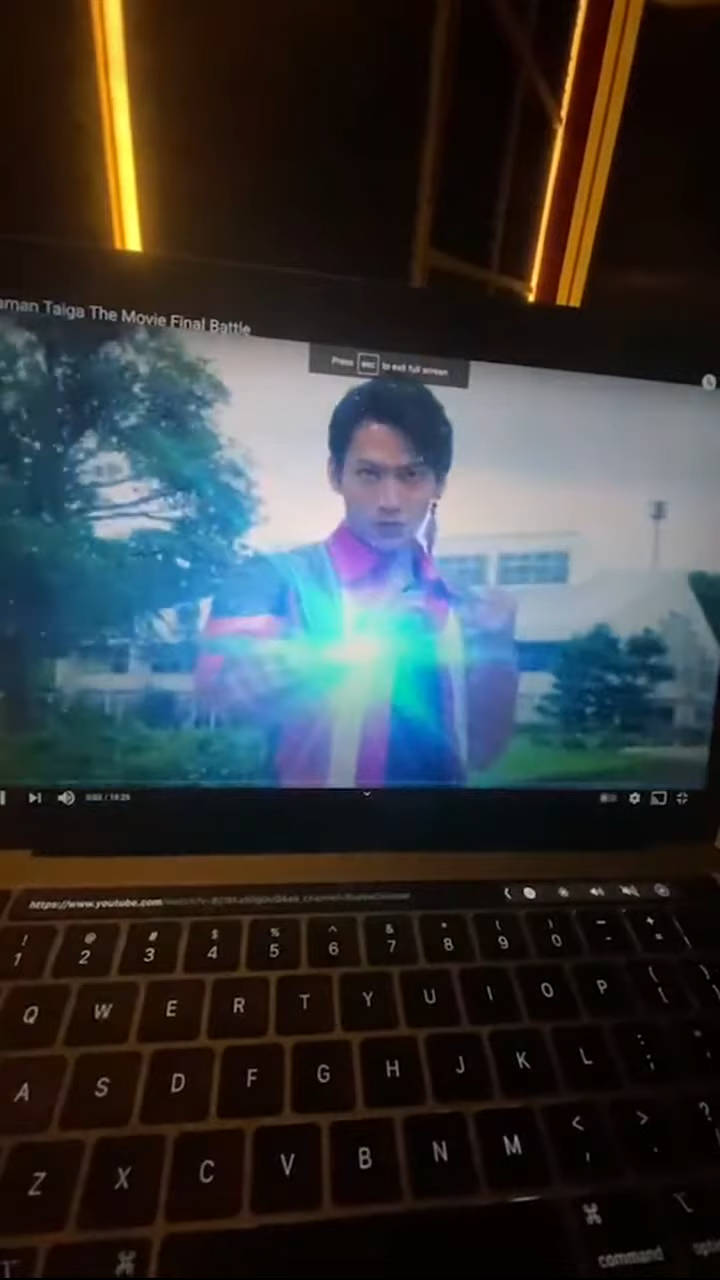 aman Taiga The Movie Final Battle
Press esc to exit full screen
https://www.youtube.com
! @ # $ % ^ & * ( ) - +
1 2 3 4 5 6 7 8 9 0 - =
Q W E R T Y U I O P { }
[
A S D F G H J K L : "
; '
Z X C V B N M < > ?
, .
⌘ ⌘ ⌥
command optio